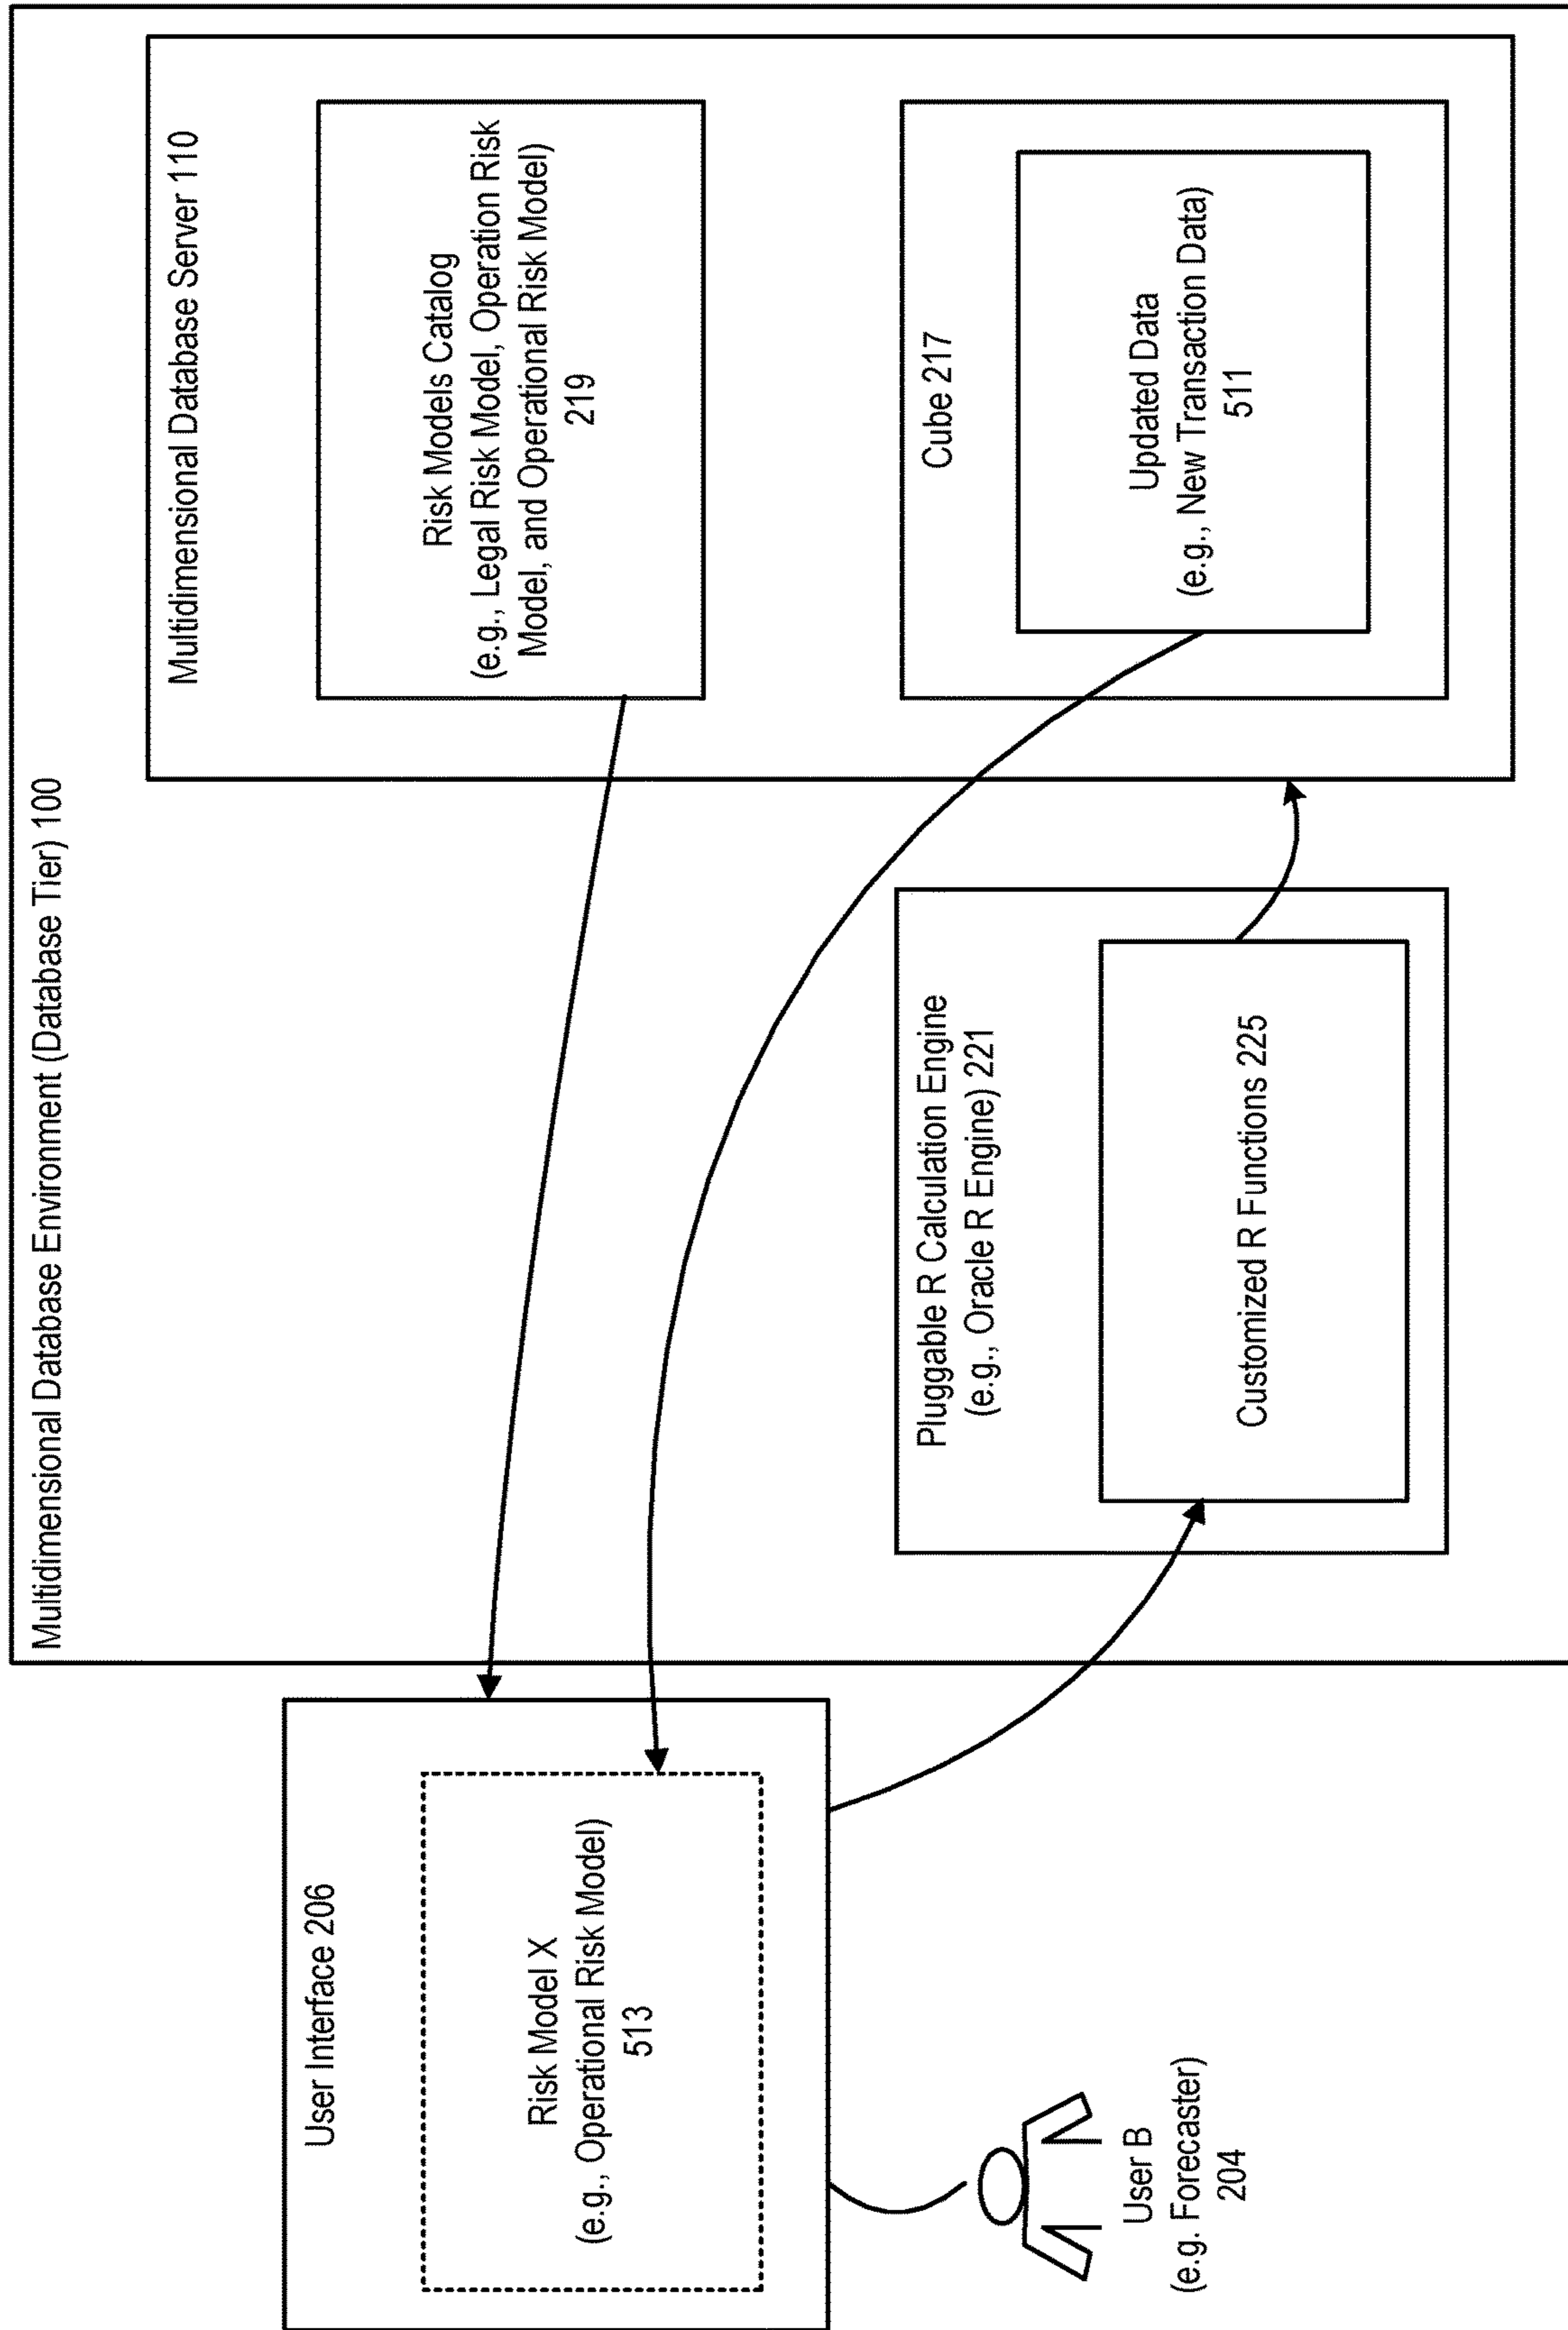 Multidimensional Database Environment (Database Tier) 100
User Interface 206
Risk Model X
(e.g., Operational Risk Model)
513
User B
(e.g. Forecaster)
204
Multidimensional Database Server 110
Risk Models Catalog
(e.g., Legal Risk Model, Operation Risk
Model, and Operational Risk Model)
219
Pluggable R Calculation Engine
(e.g., Oracle R Engine) 221
Customized R Functions 225
Cube 217
Updated Data
(e.g., New Transaction Data)
511